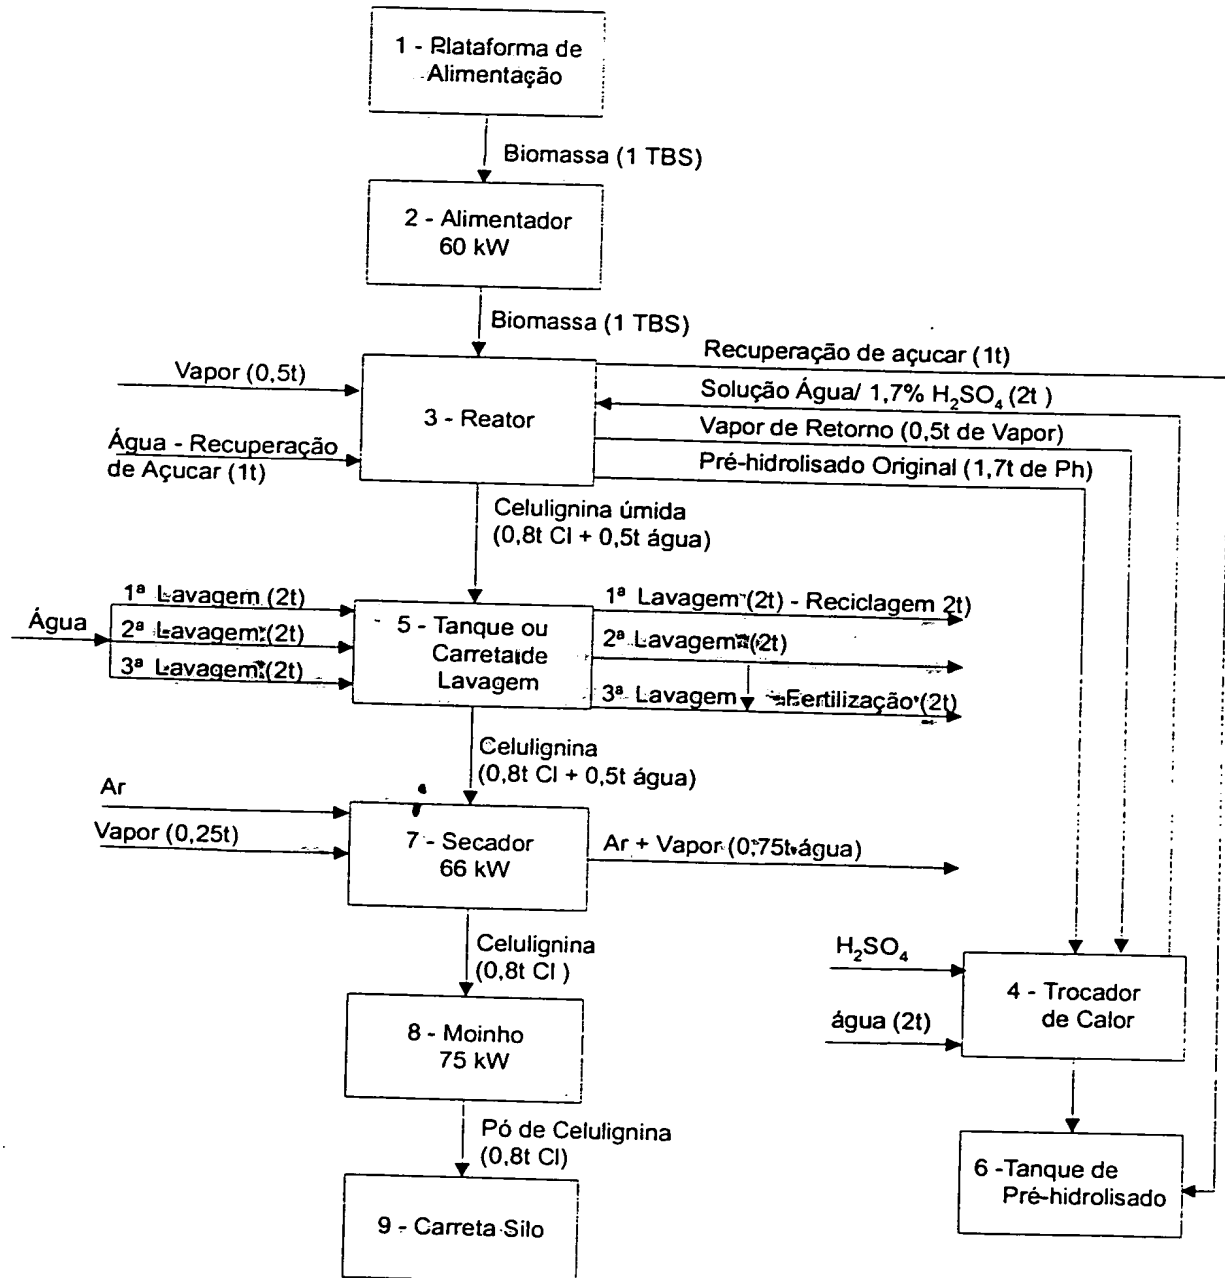 1 - Plataforma de
Alimentação
Biomassa (1 TBS)
2 - Alimentador
60 kW
Biomassa (1 TBS)
Vapor (0,5t)
Água - Recuperação
de Açucar (1t)
3 - Reator
Recuperação de açucar (1t)
Solução Água/ 1,7% H₂SO₄ (2t )
Vapor de Retorno (0,5t de Vapor)
Pré-hidrolisado Original (1,7t de Ph)
Celulignina úmida
(0,8t Cl + 0,5t água)
Água
1ª Lavagem (2t)
2ª Lavagem (2t)
3ª Lavagem (2t)
5 - Tanque ou
Carreta de
Lavagem
1ª Lavagem (2t) - Reciclagem 2t)
2ª Lavagem (2t)
3ª Lavagem Fertilização (2t)
Celulignina
(0,8t Cl + 0,5t água)
Ar
Vapor (0,25t)
7 - Secador
66 kW
Ar + Vapor (0,75t água)
Celulignina
(0,8t Cl )
H₂SO₄
água (2t)
4 - Trocador
de Calor
8 - Moinho
75 kW
Pó de Celulignina
(0,8t Cl)
6 -Tanque de
Pré-hidrolisado
9 - Carreta Silo